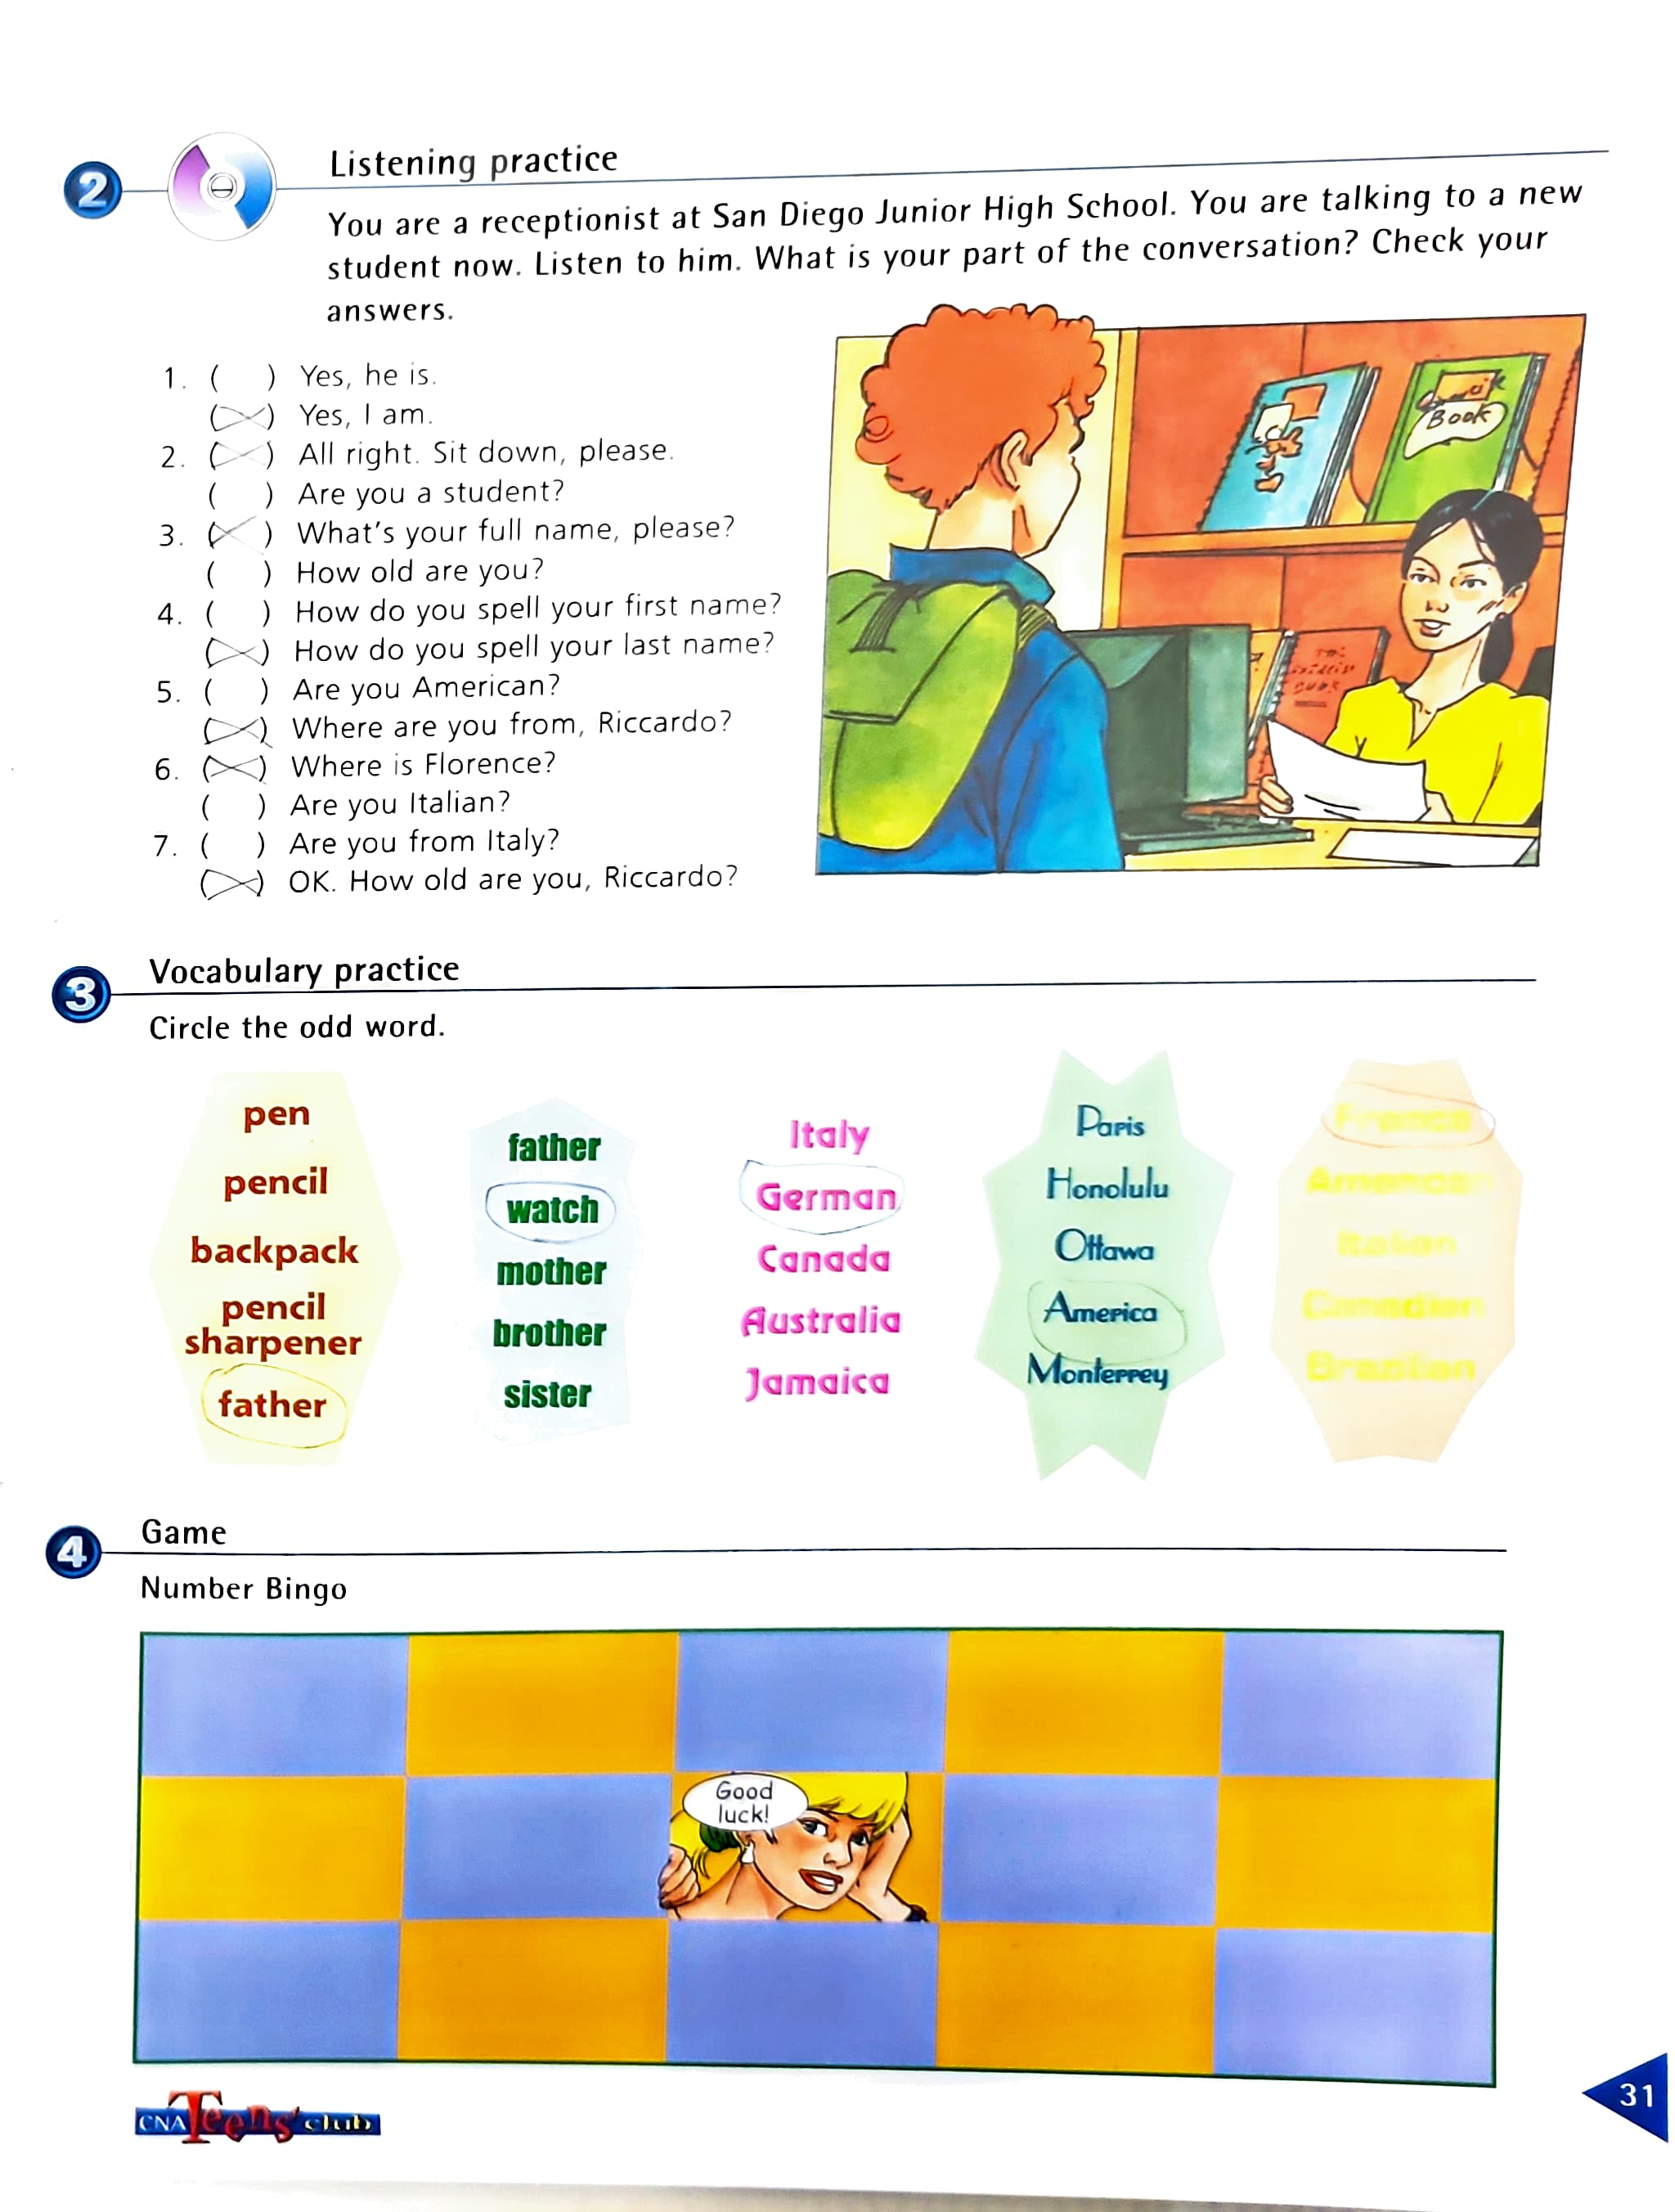 2
Listening practice
You are a receptionist at San Diego Junior High School. You are talking to a new
student now. Listen to him. What is your part of the conversation? Check your
answers.
1. ( ) Yes, he is.
(X) Yes, I am.
2. (X) All right. Sit down, please.
( ) Are you a student?
3. (X) What's your full name, please?
( ) How old are you?
4. ( ) How do you spell your first name?
(X) How do you spell your last name?
5. ( ) Are you American?
(X) Where are you from, Riccardo?
6. (X) Where is Florence?
( ) Are you Italian?
7. ( ) Are you from Italy?
(X) OK. How old are you, Riccardo?
Book
3
Vocabulary practice
Circle the odd word.
pen
pencil
backpack
pencil
sharpener
father
father
watch
mother
brother
sister
Italy
German
Canada
Australia
Jamaica
Paris
Honolulu
Ottawa
America
Monterrey
France
American
Italian
Canadian
Brazilian
4
Game
Number Bingo
Good
luck!
CNA Teens' club
31